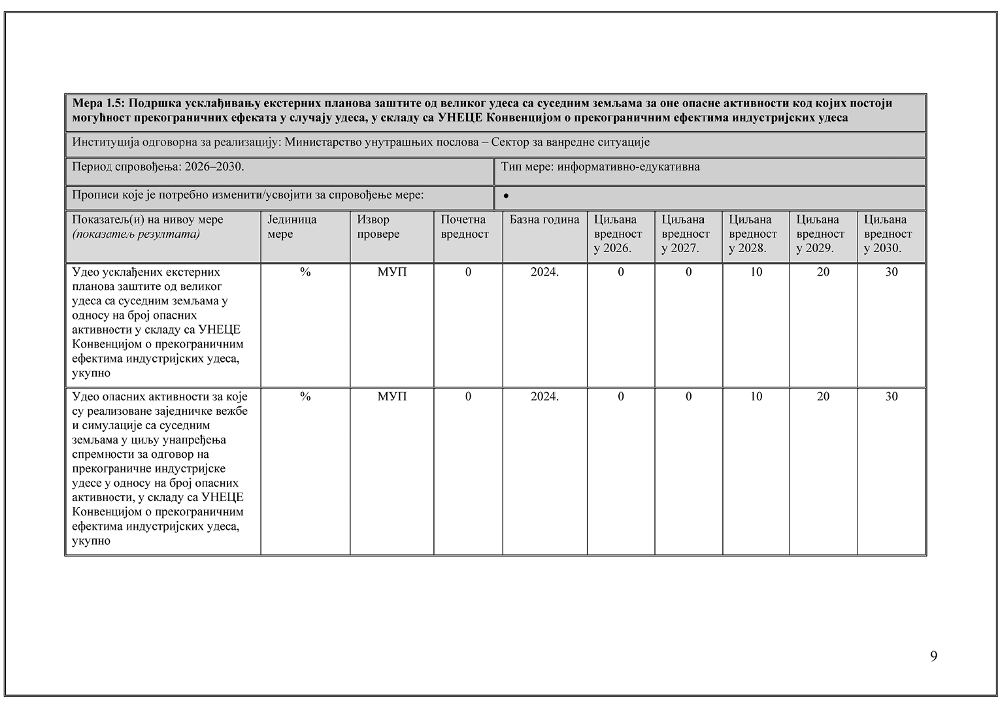 Мера 1.5: Подршка усклађивању екстерних планова заштите од великог удеса са суседним земљама за оне опасне активности код којих постоји
могућност прекограничних ефеката у случају удеса, у складу са УНЕЦЕ Конвенцијом о прекограничним ефектима индустријских удеса
Институција одговорна за реализацију: Министарство унутрашњих послова – Сектор за ванредне ситуације
Период спровођења: 2026–2030.
Тип мере: информативно-едукативна
Прописи које је потребно изменити/усвојити за спровођење мере:
•
Показатељ(и) на нивоу мере
(показатељ резултата)
Јединица
мере
Извор
провере
Почетна
вредност
Базна година
Циљана
вредност
у 2026.
Циљана
вредност
у 2027.
Циљана
вредност
у 2028.
Циљана
вредност
у 2029.
Циљана
вредност
у 2030.
Удео усклађених екстерних
планова заштите од великог
удеса са суседним земљама у
односу на број опасних
активности у складу са УНЕЦЕ
Конвенцијом о прекограничним
ефектима индустријских удеса,
укупно
%
МУП
0
2024.
0
0
10
20
30
Удео опасних активности за које
су реализоване заједничке вежбе
и симулације са суседним
земљама у циљу унапређења
спремности за одговор на
прекограничне индустријске
удесе у односу на број опасних
активности, у складу са УНЕЦЕ
Конвенцијом о прекограничним
ефектима индустријских удеса,
укупно
%
МУП
0
2024.
0
0
10
20
30
9